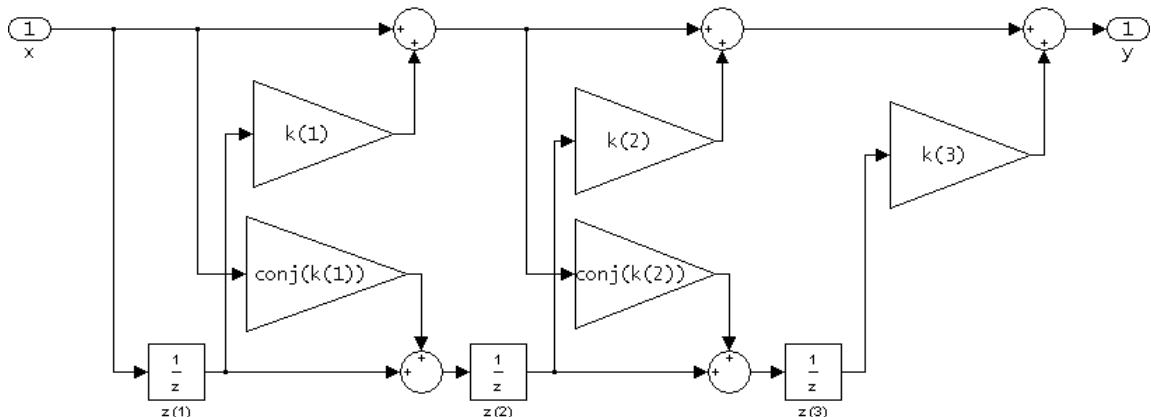 1
x
+
+
+
+
+
+
1
y
k(1)
k(2)
k(3)
conj(k(1))
conj(k(2))
1
z
z(1)
+
+
1
z
z(2)
+
+
1
z
z(3)